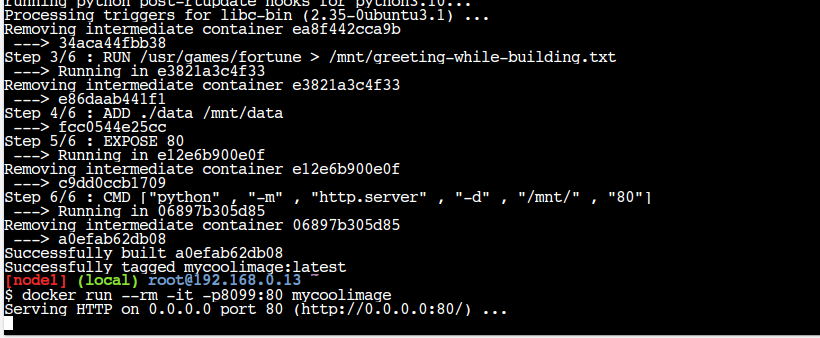 running python post-rtupdate hooks for python3.10...
Processing triggers for libc-bin (2.35-0ubuntu3.1) ...
Removing intermediate container ea8f442cca9b
 ---> 34aca44fbb38
Step 3/6 : RUN /usr/games/fortune > /mnt/greeting-while-building.txt
 ---> Running in e3821a3c4f33
Removing intermediate container e3821a3c4f33
 ---> e86daab441f1
Step 4/6 : ADD ./data /mnt/data
 ---> fcc0544e25cc
Step 5/6 : EXPOSE 80
 ---> Running in e12e6b900e0f
Removing intermediate container e12e6b900e0f
 ---> c9dd0ccb1709
Step 6/6 : CMD ["python" , "-m" , "http.server" , "-d" , "/mnt/" , "80"]
 ---> Running in 06897b305d85
Removing intermediate container 06897b305d85
 ---> a0efab62db08
Successfully built a0efab62db08
Successfully tagged mycoolimage:latest
[node1] (local) root@192.168.0.13 ~
$ docker run --rm -it -p8099:80 mycoolimage
Serving HTTP on 0.0.0.0 port 80 (http://0.0.0.0:80/) ...